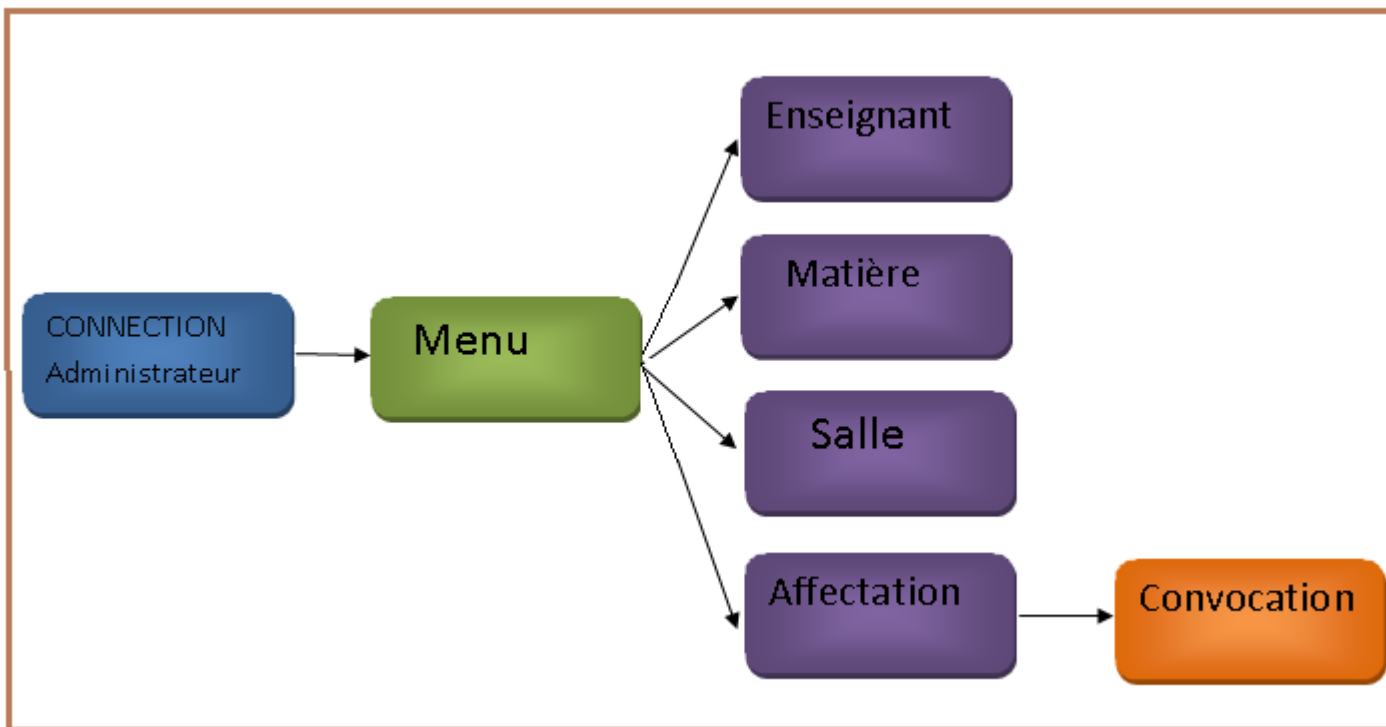 CONNECTION
Administrateur
Menu
Enseignant
Matière
Salle
Affectation
Convocation